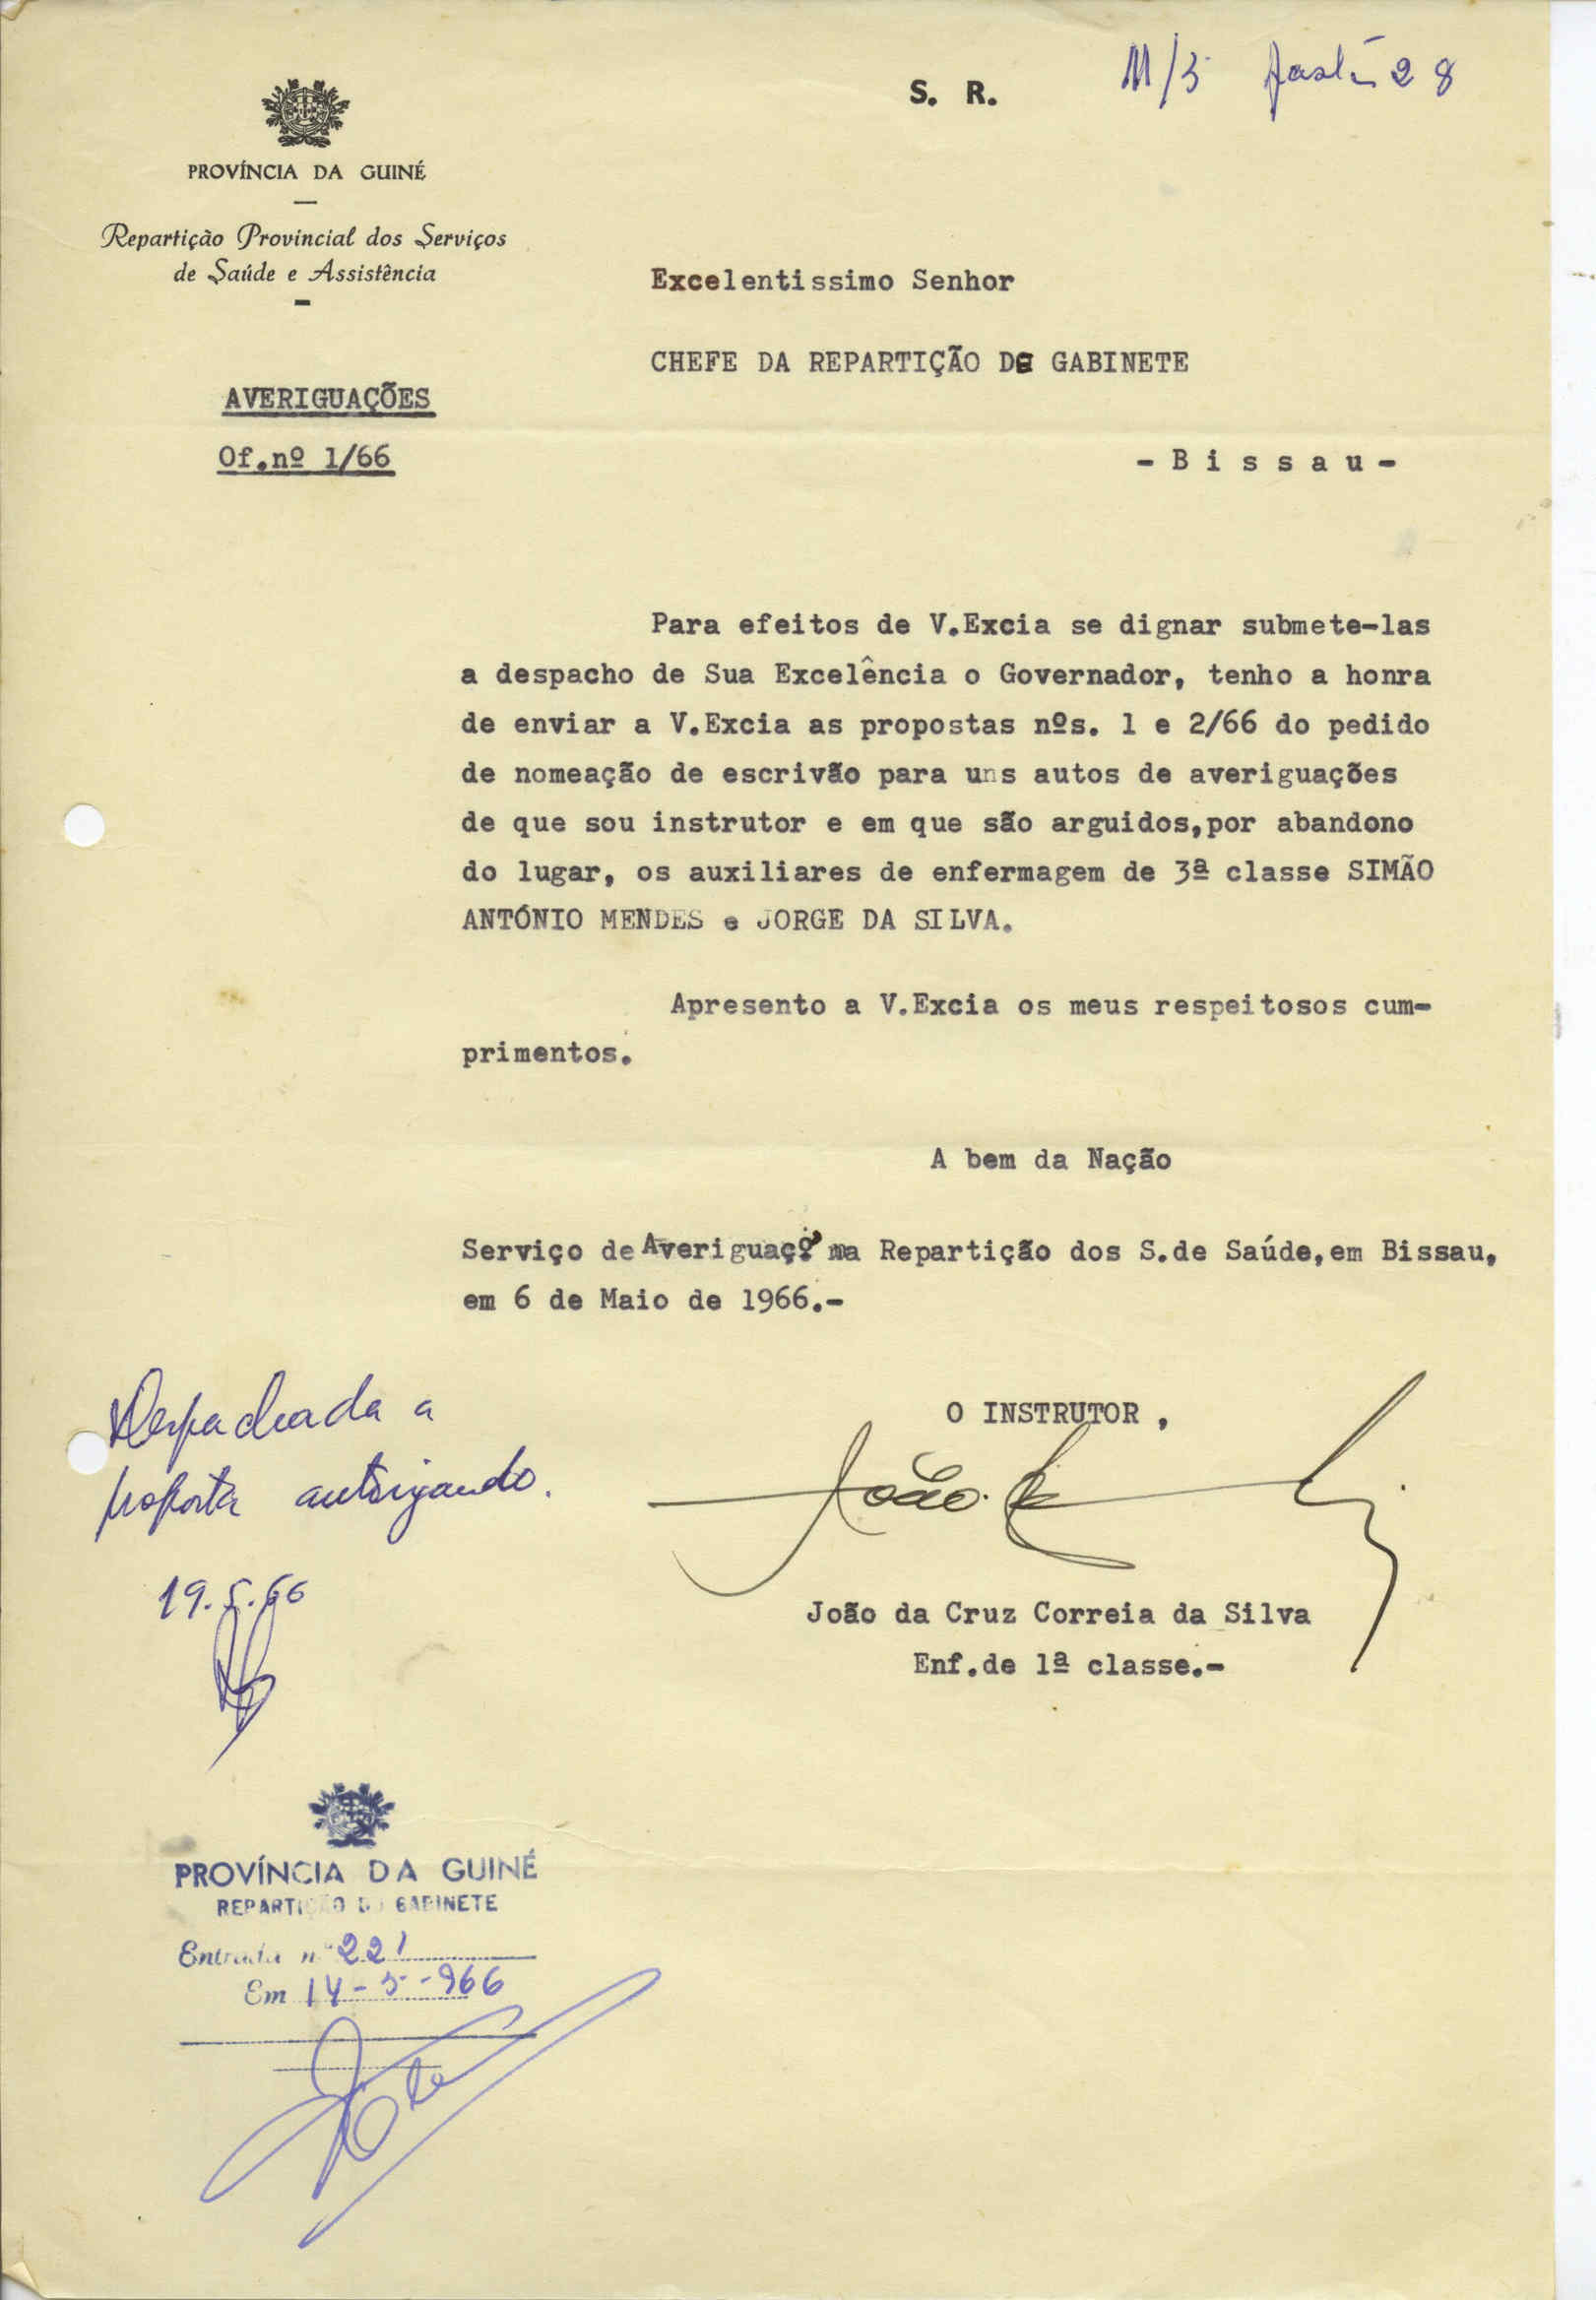 S. R.
M/5 Pasta 28
PROVÍNCIA DA GUINÉ
Repartição Provincial dos Serviços
de Saúde e Assistência
Excelentissimo Senhor
CHEFE DA REPARTIÇÃO DE GABINETE
AVERIGUAÇÕES
Of.nº 1/66
- B i s s a u -
Para efeitos de V.Excia se dignar submete-las
a despacho de Sua Excelência o Governador, tenho a honra
de enviar a V.Excia as propostas nºs. 1 e 2/66 do pedido
de nomeação de escrivão para uns autos de averiguações
de que sou instrutor e em que são arguidos,por abandono
do lugar, os auxiliares de enfermagem de 3ª classe SIMÃO
ANTÓNIO MENDES e JORGE DA SILVA.
Apresento a V.Excia os meus respeitosos cum-
primentos.
A bem da Nação
Serviço de na Repartição dos S.de Saúde,em Bissau,
em 6 de Maio de 1966.-
Despachada a
proposta autorizando.
19.5.66
O INSTRUTOR ,
João
João da Cruz Correia da Silva
Enf.de 1ª classe.-
PROVÍNCIA DA GUINÉ
REPARTIÇÃO DO GABINETE
Entrada nº 221
Em 14-5-966